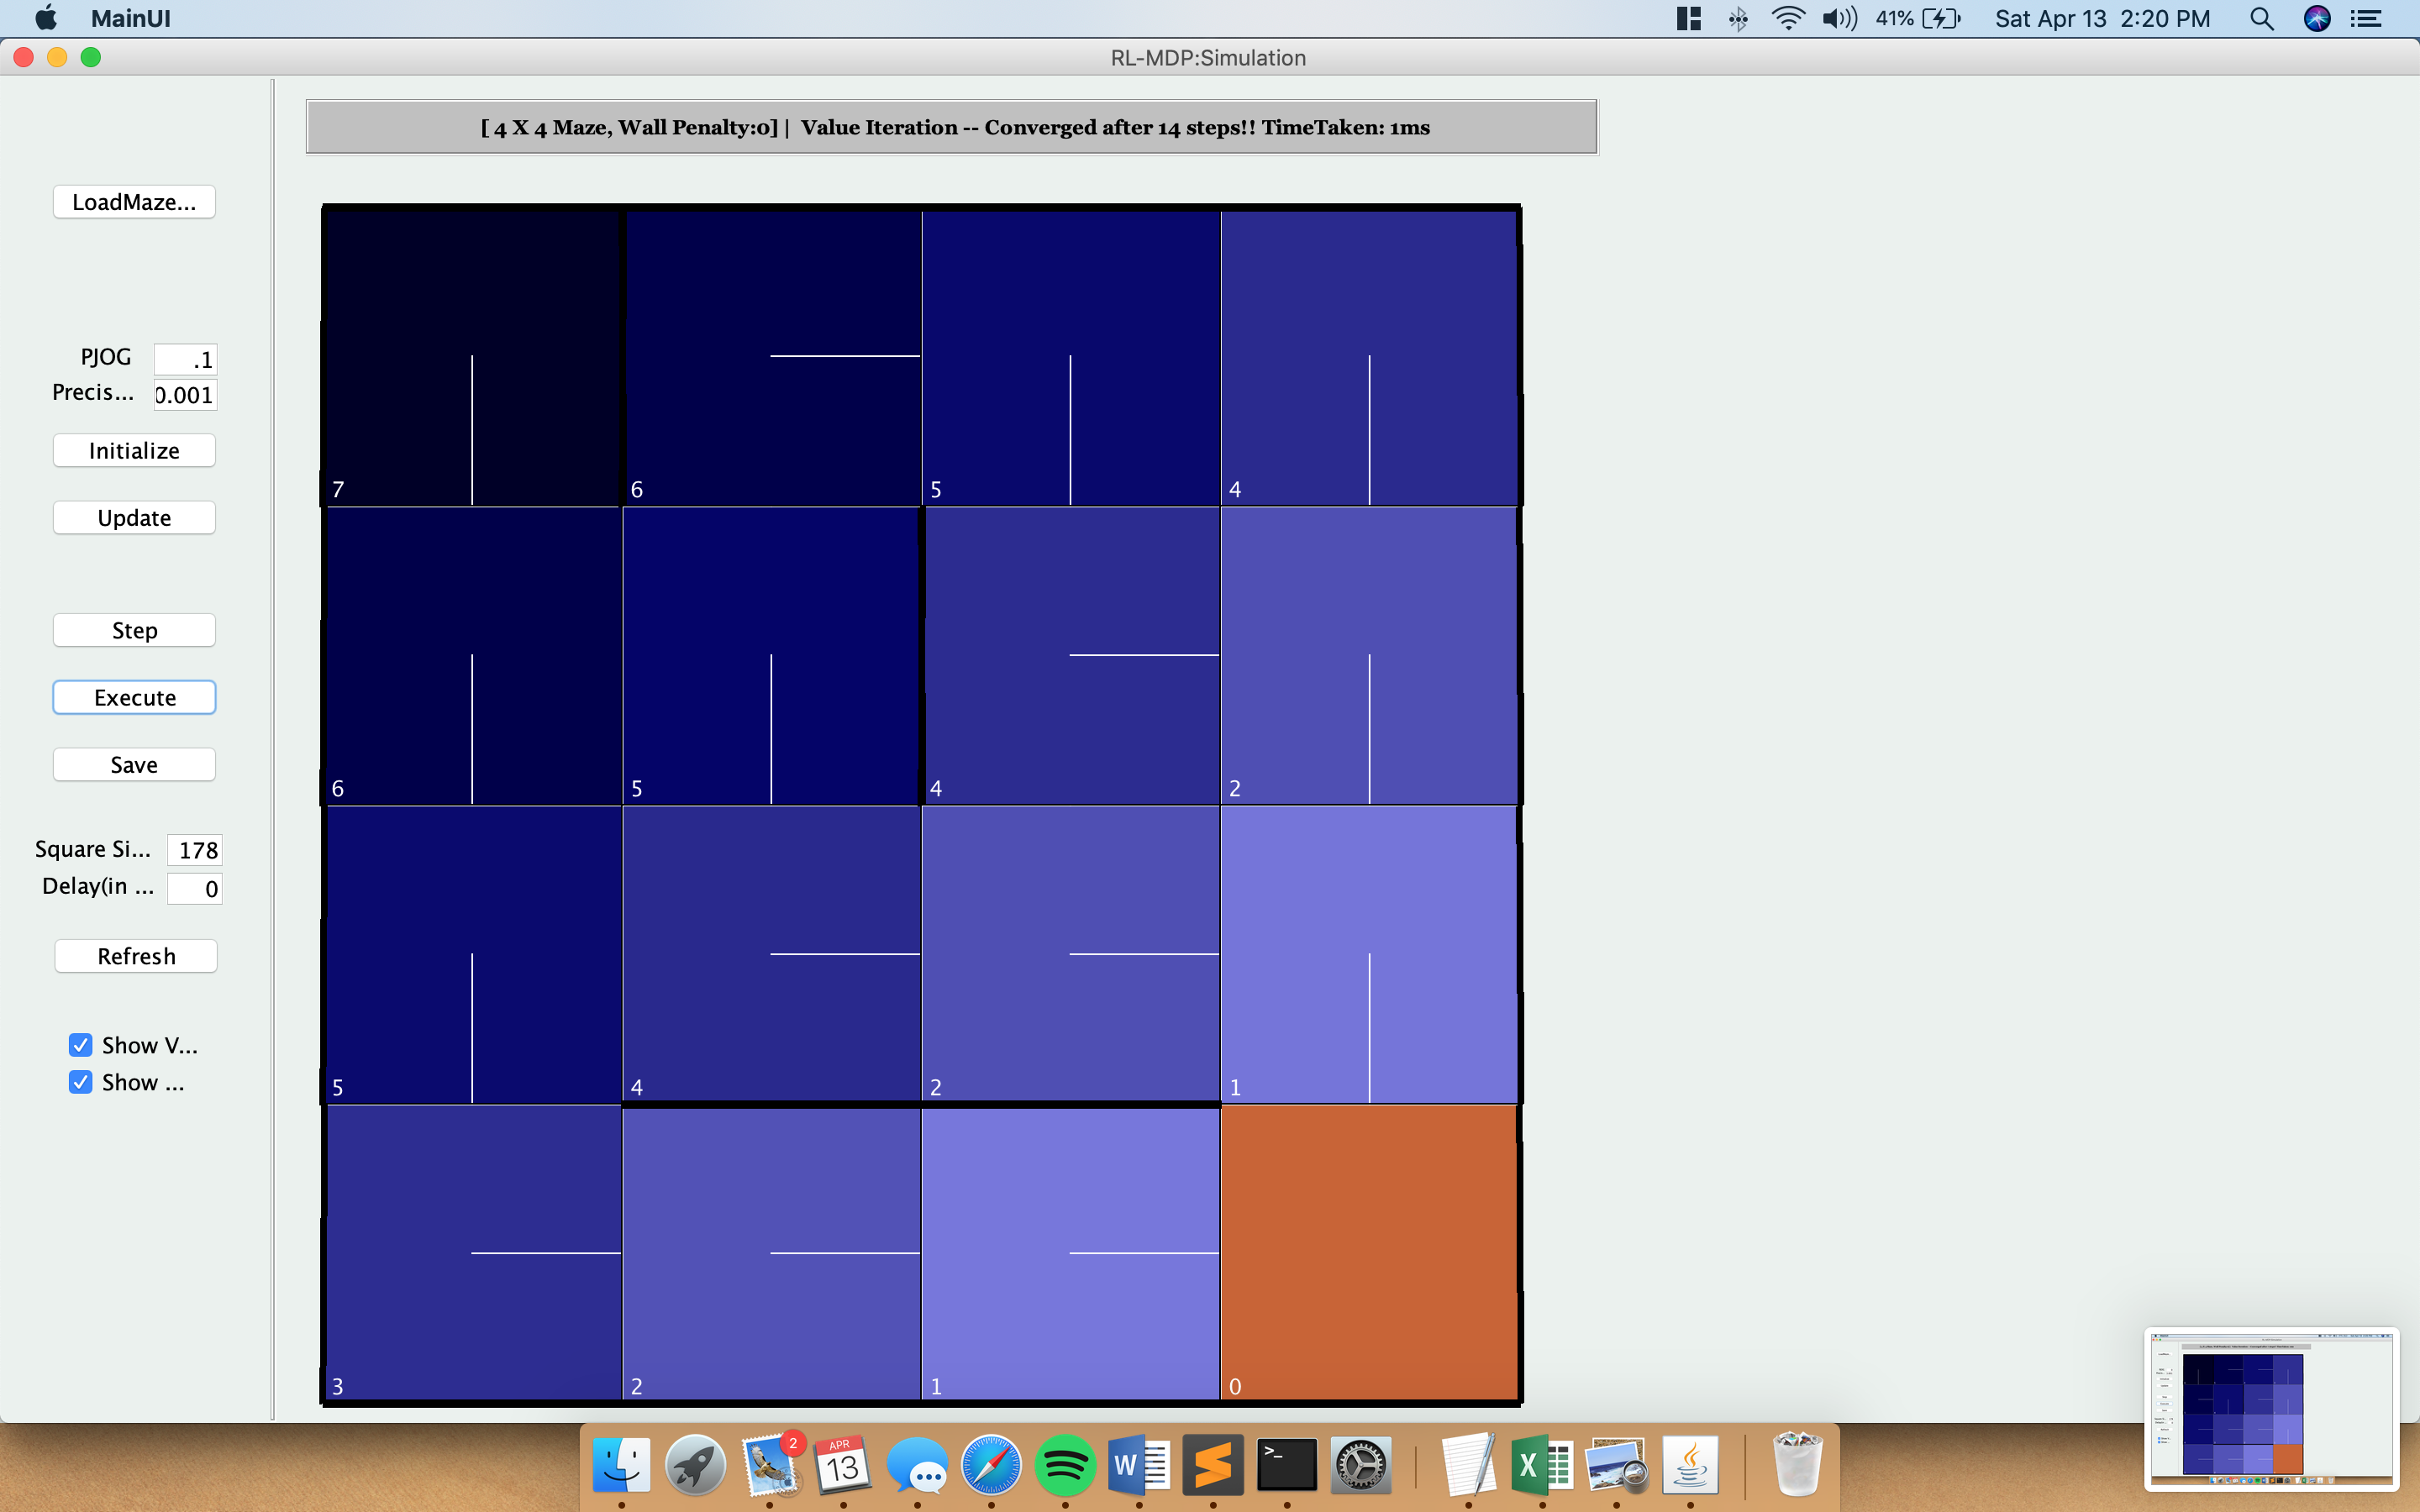 MainUI 41% Sat Apr 13 2:20 PM
RL-MDP:Simulation
[ 4 X 4 Maze, Wall Penalty:0] | Value Iteration -- Converged after 14 steps!! TimeTaken: 1ms
LoadMaze...
PJOG .1
Precis... 0.001
Initialize
Update
Step
Execute
Save
Square Si... 178
Delay(in ... 0
Refresh
Show V...
Show ...
7 6 5 4
6 5 4 2
5 4 2 1
3 2 1 0
2
APR
13
W
>_
X